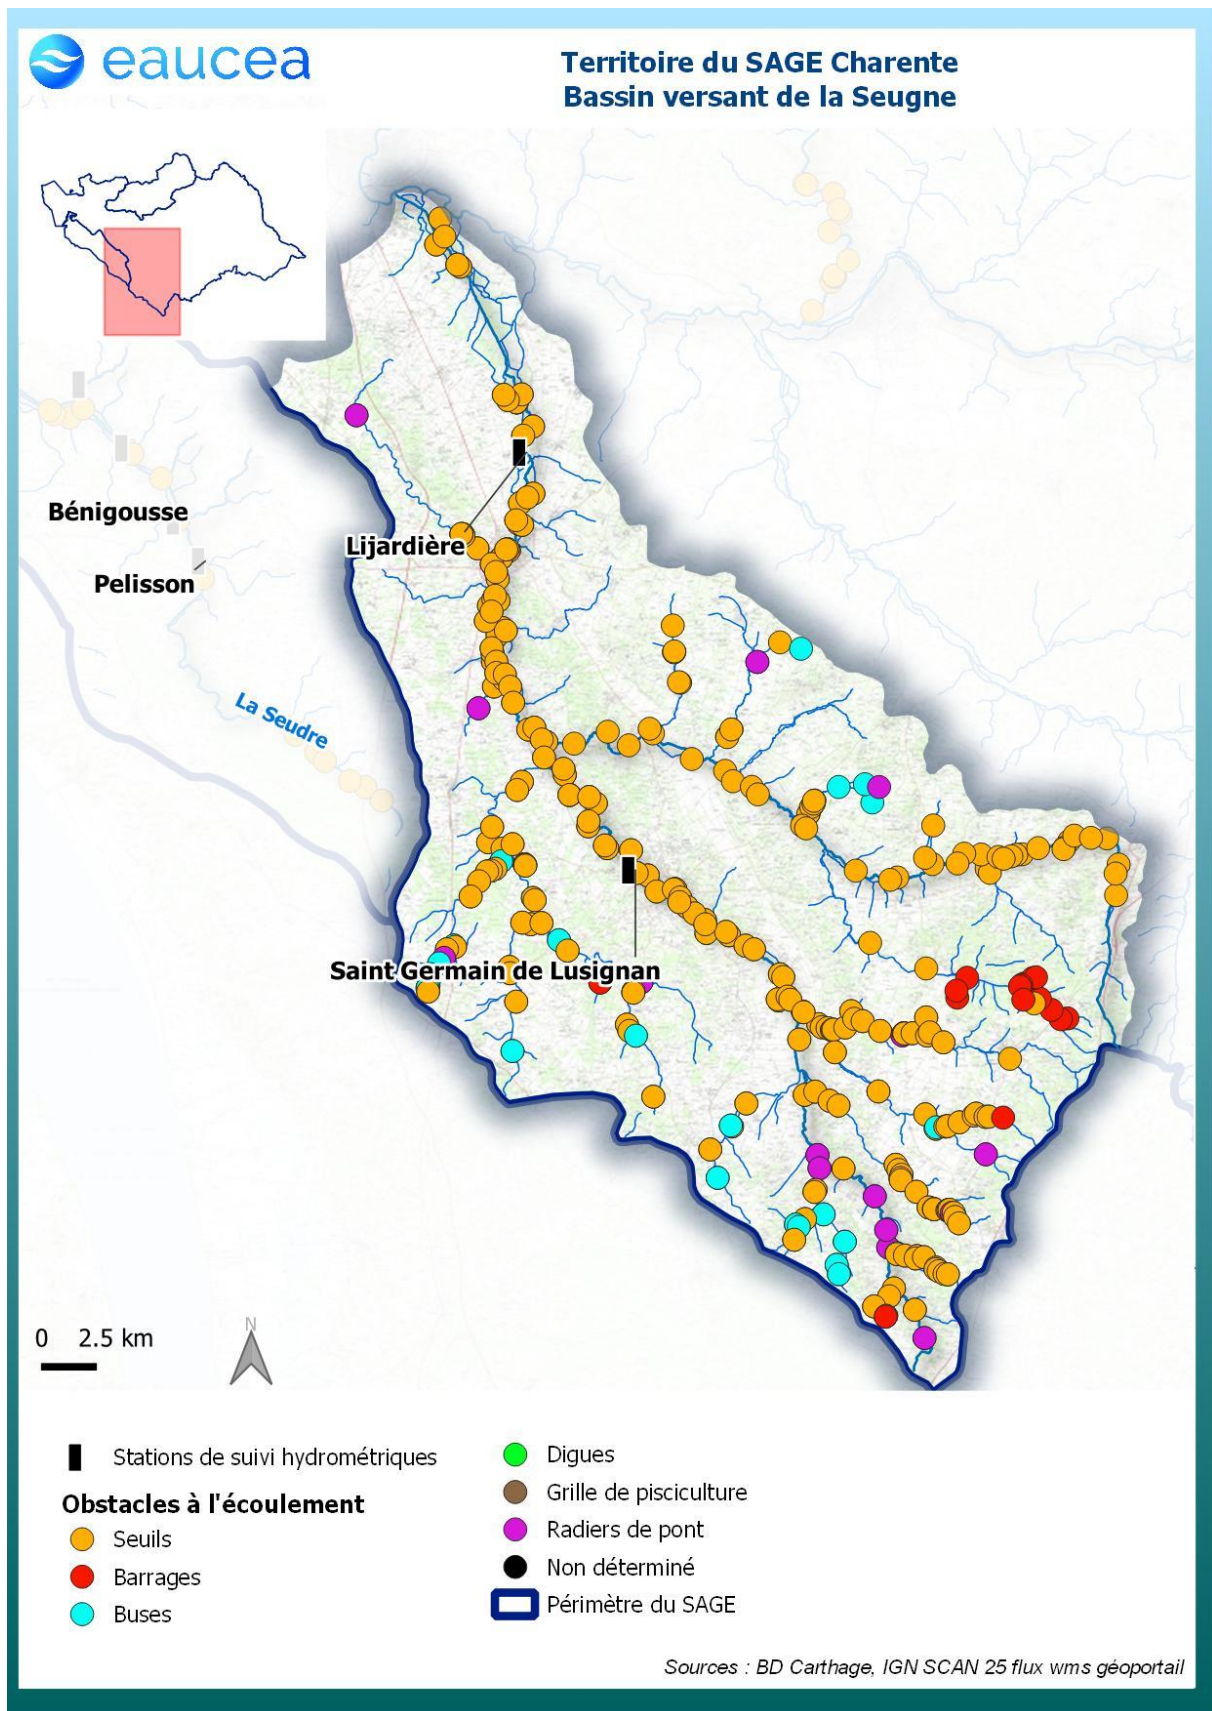 eaucea
Territoire du SAGE Charente
Bassin versant de la Seugne
Bénigousse
Lijardière
Pelisson
La Seudre
Saint Germain de Lusignan
0 2.5 km
N
Stations de suivi hydrométriques
Obstacles à l'écoulement
Seuils
Barrages
Buses
Digues
Grille de pisciculture
Radiers de pont
Non déterminé
Périmètre du SAGE
Sources : BD Carthage, IGN SCAN 25 flux wms géoportail